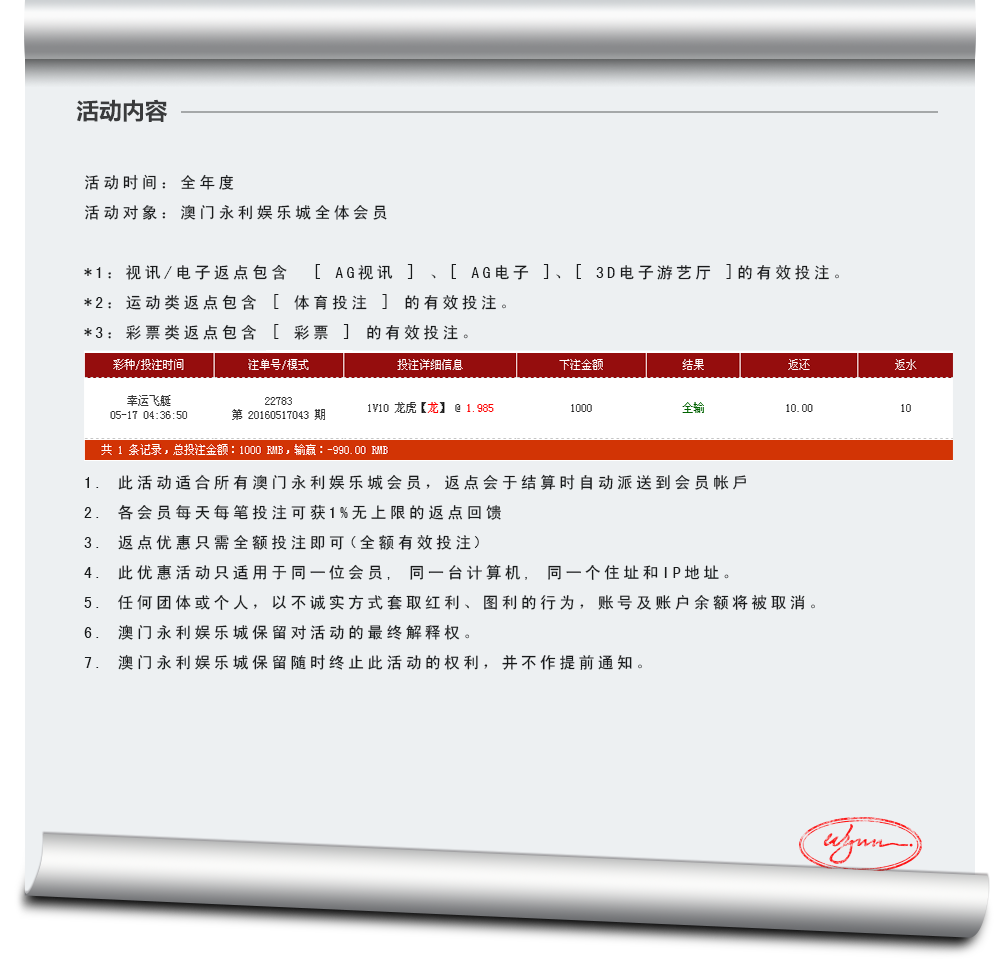 活动内容
活动时间：全年度
活动对象：澳门永利娱乐城全体会员
*1：视讯/电子返点包含 [ AG视讯 ] 、[ AG电子 ]、[ 3D电子游艺厅 ]的有效投注。
*2：运动类返点包含 [ 体育投注 ] 的有效投注。
*3：彩票类返点包含 [ 彩票 ] 的有效投注。
彩种/投注时间 注单号/模式 投注详细信息 下注金额 结果 返还 返水
幸运飞艇 22783
05-17 04:36:50 第 20160517043 期 1V10 龙虎【龙】 @ 1.985 1000 全输 10.00 10
共 1 条记录，总投注金额：1000 RMB，输赢：-990.00 RMB
1. 此活动适合所有澳门永利娱乐城会员，返点会于结算时自动派送到会员帐戶
2. 各会员每天每笔投注可获1%无上限的返点回馈
3. 返点优惠只需全额投注即可(全额有效投注)
4. 此优惠活动只适用于同一位会员, 同一台计算机, 同一个住址和IP地址。
5. 任何团体或个人，以不诚实方式套取红利、图利的行为，账号及账户余额将被取消。
6. 澳门永利娱乐城保留对活动的最终解释权。
7. 澳门永利娱乐城保留随时终止此活动的权利，并不作提前通知。
Wynn